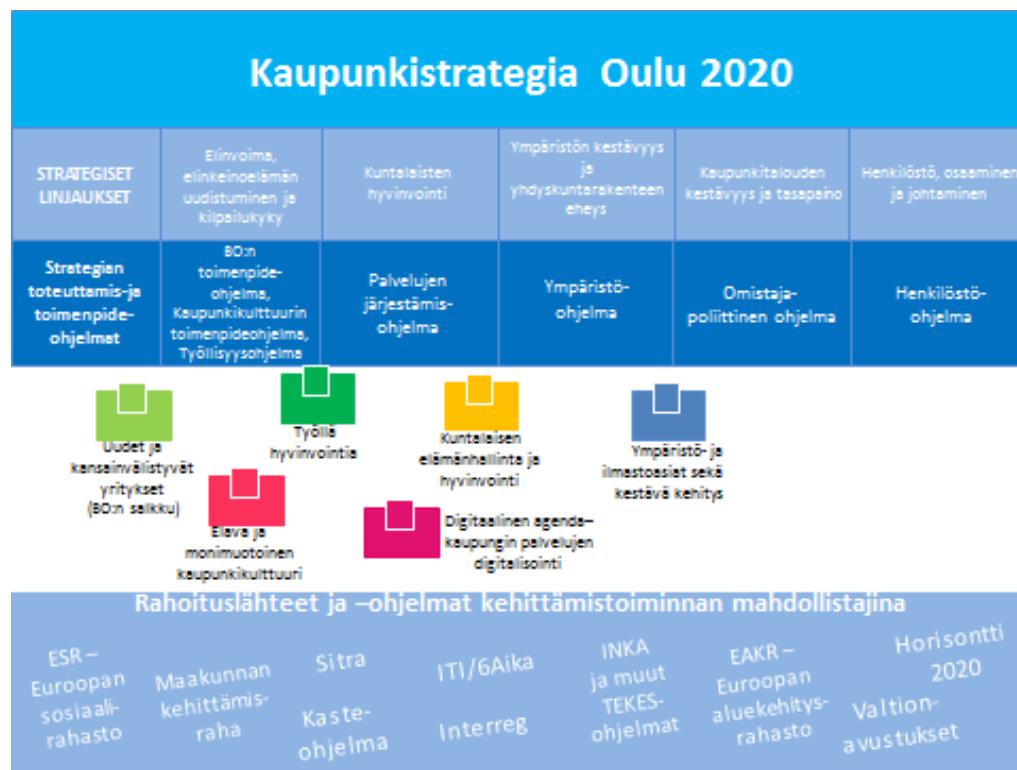 Kaupunkistrategia Oulu 2020
STRATEGISET
LINJAUKSET
Elinvoima,
elinkeinoelämän
uudistuminen ja
kilpailukyky
Kuntalaisten
hyvinvointi
Ympäristön kestävyys
ja
yhdyskuntarakenteen
eheys
Kaupunkitalouden
kestävyys ja tasapaino
Henkilöstö, osaaminen
ja johtaminen
Strategian
toteuttamis-ja
toimenpide-
ohjelmat
BO:n
toimenpide-
ohjelma,
Kaupunkikulttuurin
toimenpideohjelma,
Työllisyysohjelma
Palvelujen
järjestämis-
ohjelma
Ympäristö-
ohjelma
Omistaja-
poliittinen ohjelma
Henkilöstö-
ohjelma
Uudet ja
kansainvälistyvät
yritykset
(BO:n salkku)
Työllä
hyvinvointia
Kuntalaisen
elämänhallinta ja
hyvinvointi
Ympäristö- ja
ilmastoasiat sekä
kestävä kehitys
Elävä ja
monimuotoinen
kaupunkikulttuuri
Digitaalinen agenda–
kaupungin palvelujen
digitalisointi
Rahoituslähteet ja –ohjelmat kehittämistoiminnan mahdollistajina
ESR –
Euroopan
sosiaali-
rahasto
Maakunnan
kehittämis-
raha
Sitra
Kaste-
ohjelma
ITI/6Aika
Interreg
INKA
ja muut
TEKES-
ohjelmat
EAKR –
Euroopan
aluekehitys-
rahasto
Horisontti
2020
Valtion-
avustukset